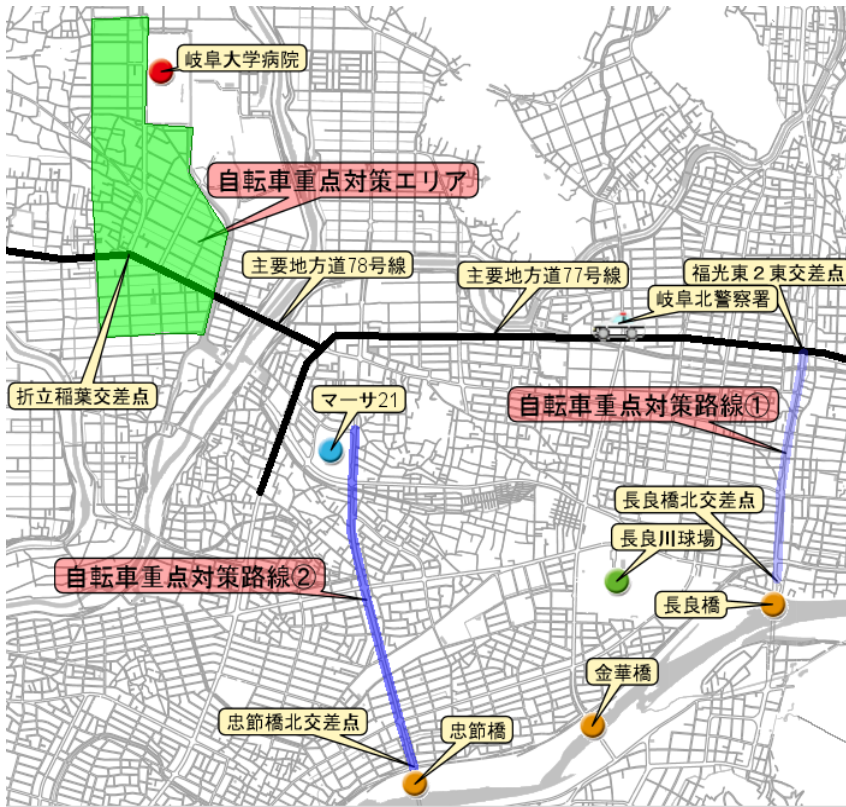 岐阜大学病院
自転車重点対策エリア
主要地方道78号線
主要地方道77号線
福光東２東交差点
岐阜北警察署
折立稲葉交差点
マーサ21
自転車重点対策路線①
長良橋北交差点
長良川球場
自転車重点対策路線②
長良橋
金華橋
忠節橋北交差点
忠節橋